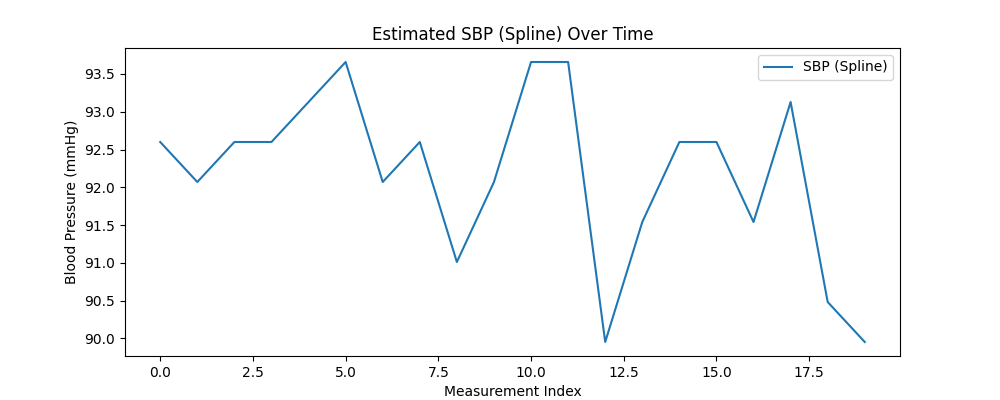 Estimated SBP (Spline) Over Time
SBP (Spline)
Blood Pressure (mmHg)
93.5
93.0
92.5
92.0
91.5
91.0
90.5
90.0
0.0 2.5 5.0 7.5 10.0 12.5 15.0 17.5
Measurement Index